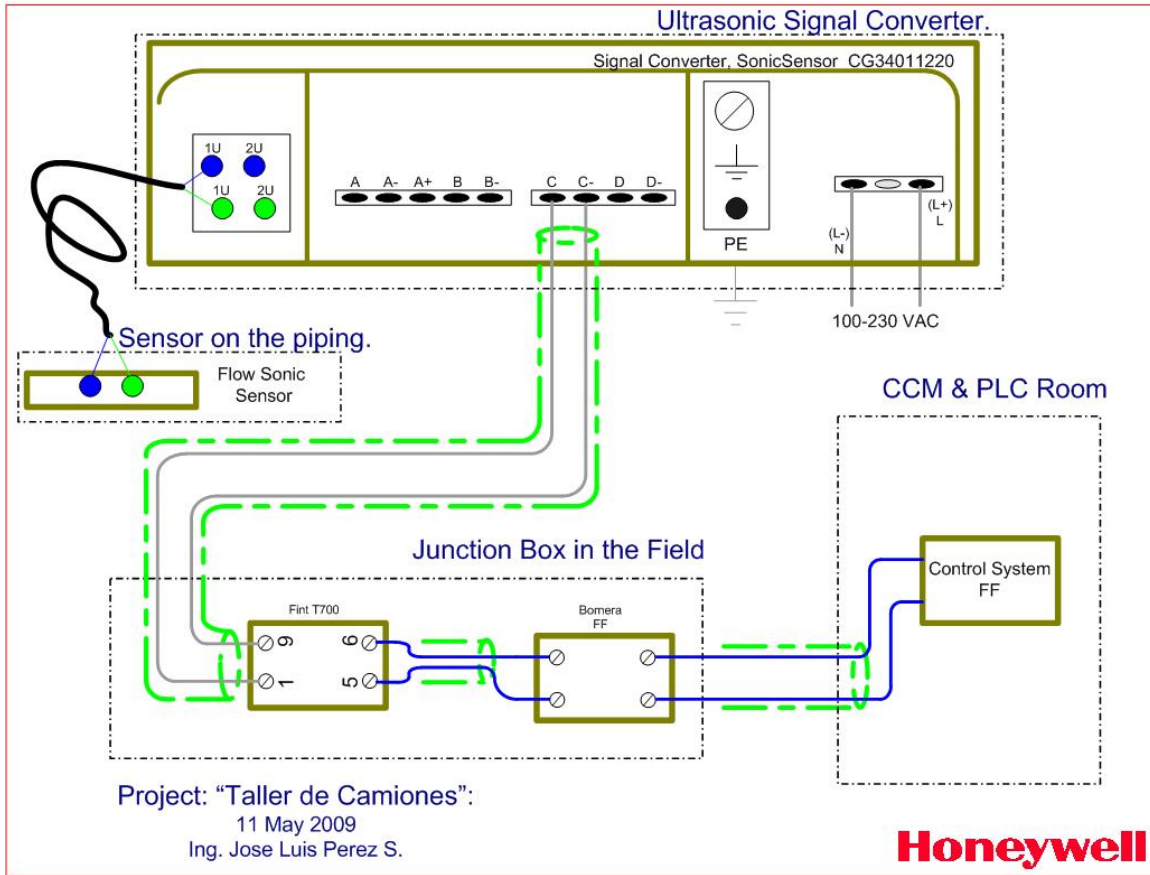 Ultrasonic Signal Converter.
Signal Converter, SonicSensor CG34011220
1U 2U
1U 2U
A A- A+ B B-
C C- D D-
PE
(L-)
N
(L+)
L
100-230 VAC
Sensor on the piping.
Flow Sonic
Sensor
CCM & PLC Room
Control System
FF
Junction Box in the Field
Fint T700
9 6
1 5
Bornera
FF
Project: “Taller de Camiones”:
11 May 2009
Ing. Jose Luis Perez S.
Honeywell